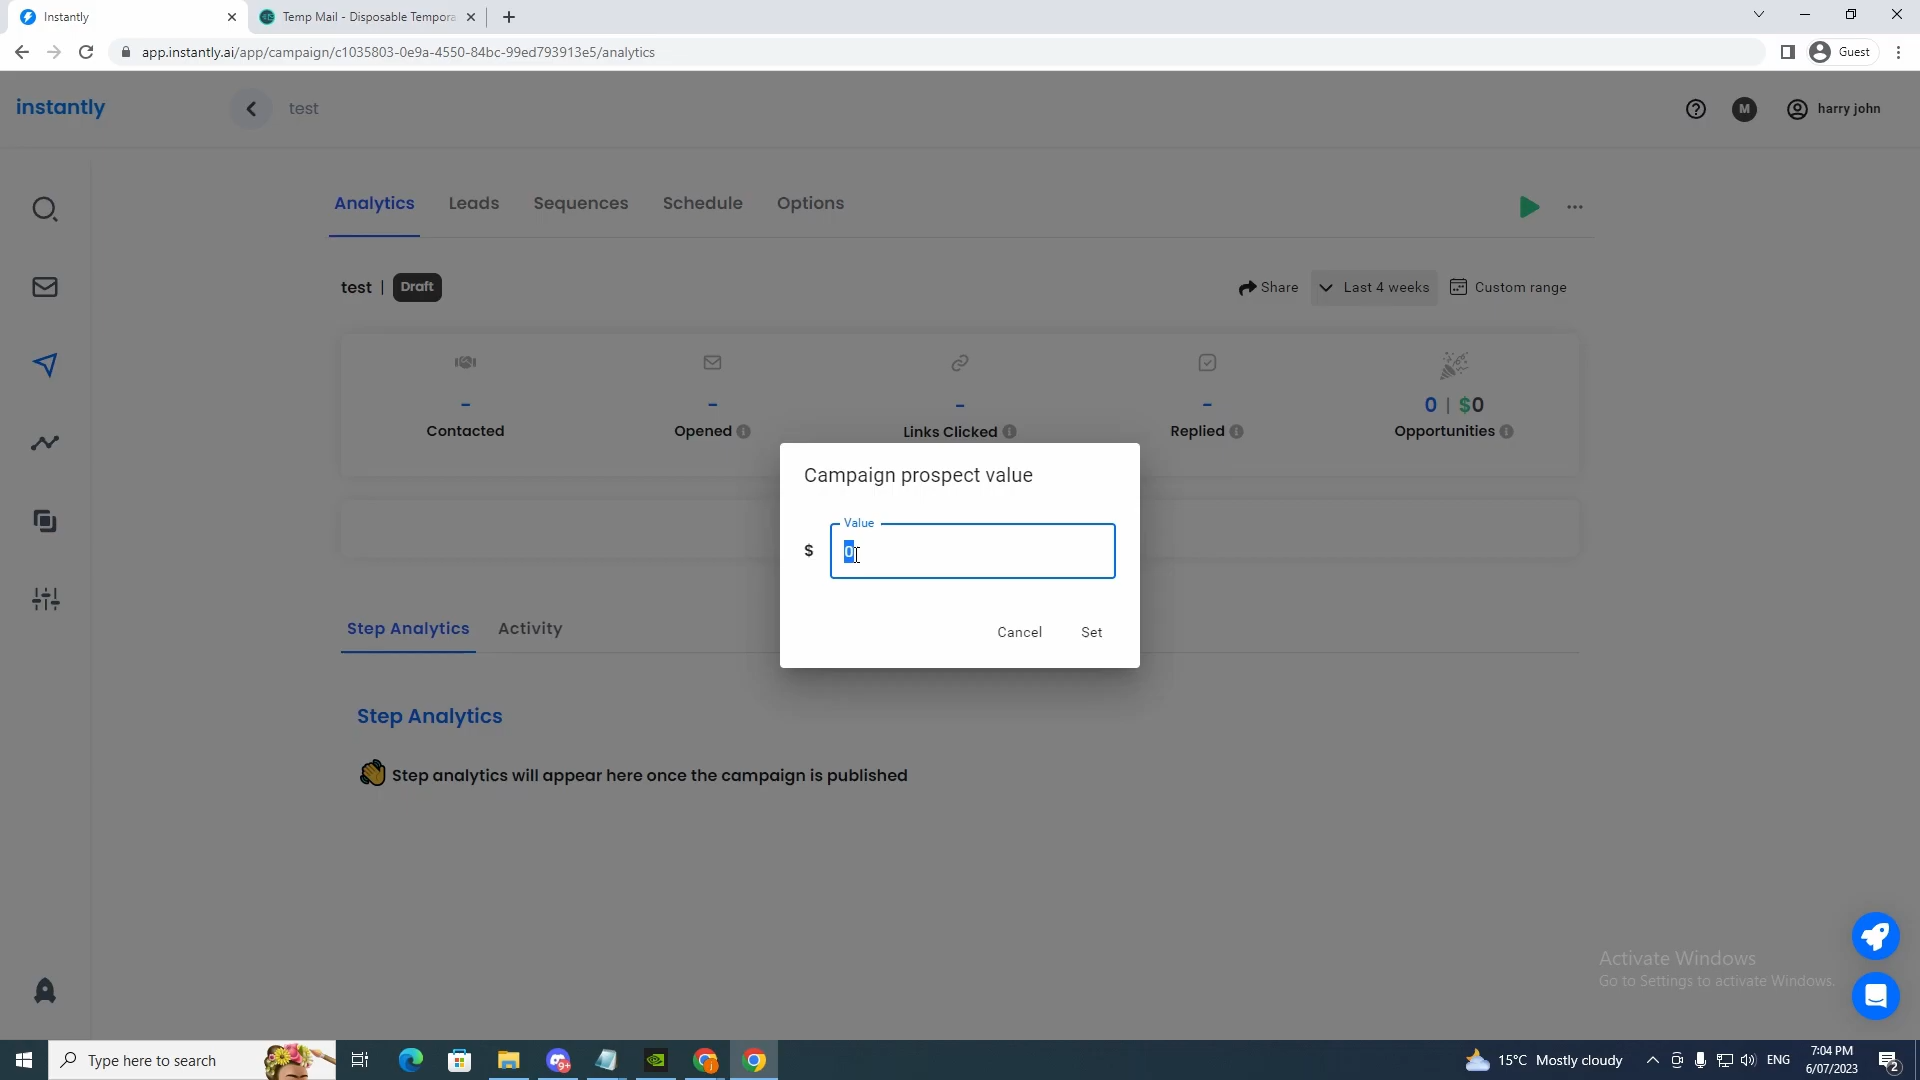 Instantly
Temp Mail - Disposable Tempora
app.instantly.ai/app/campaign/c1035803-0e9a-4550-84bc-99ed793913e5/analytics
Guest
instantly
test
M
harry john
Analytics
Leads
Sequences
Schedule
Options
test | Draft
Share
Last 4 weeks
Custom range
-
-
-
-
0 | $0
Contacted
Opened
Links Clicked
Replied
Opportunities
Campaign prospect value
Value
$
0
Cancel
Set
Step Analytics
Activity
Step Analytics
Step analytics will appear here once the campaign is published
Activate Windows
Go to Settings to activate Windows.
Type here to search
9+
15°C Mostly cloudy
ENG
7:04 PM
6/07/2023
2